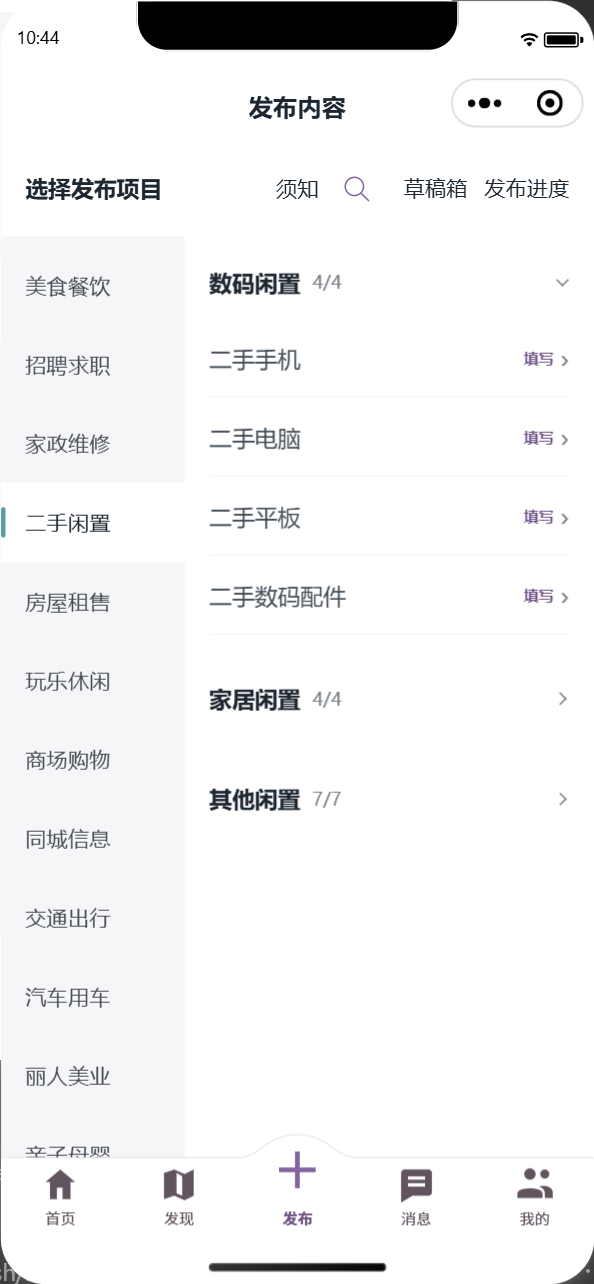 10:44
发布内容
选择发布项目 须知 草稿箱 发布进度
美食餐饮
招聘求职
家政维修
二手闲置
房屋租售
玩乐休闲
商场购物
同城信息
交通出行
汽车用车
丽人美业
亲子母婴
数码闲置 4/4
二手手机 填写
二手电脑 填写
二手平板 填写
二手数码配件 填写
家居闲置 4/4
其他闲置 7/7
首页 发现 发布 消息 我的